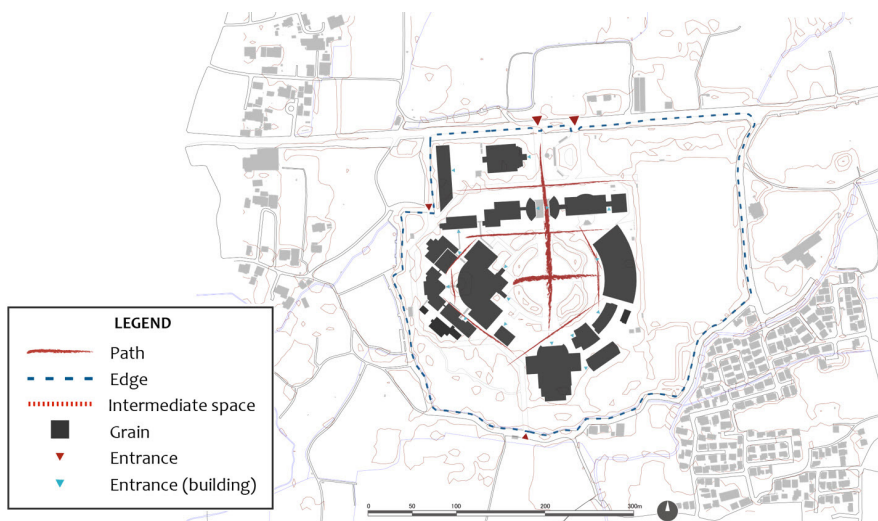 LEGEND
Path
Edge
Intermediate space
Grain
Entrance
Entrance (building)
0 50 100 200 300m